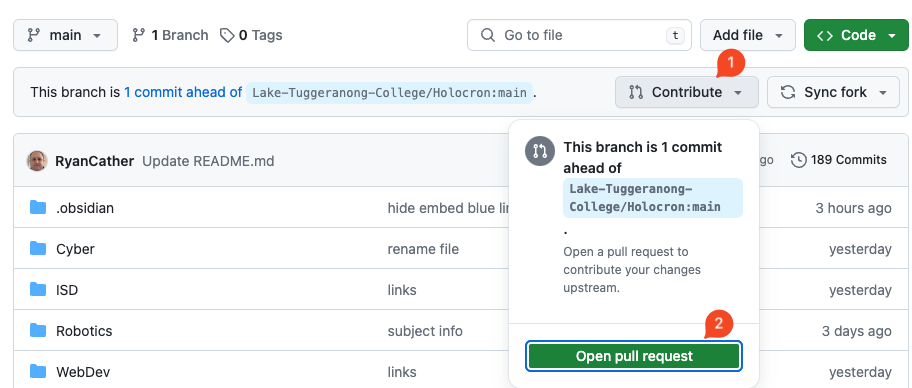 main 1 Branch 0 Tags Go to file t Add file <> Code
1
This branch is 1 commit ahead of Lake-Tuggeranong-College/Holocron:main . Contribute Sync fork
This branch is 1 commit
ahead of
Lake-Tuggeranong-
College/Holocron:main
.
Open a pull request to
contribute your changes
upstream.
2
Open pull request
RyanCather Update README.md go 189 Commits
.obsidian hide embed blue li 3 hours ago
Cyber rename file yesterday
ISD links yesterday
Robotics subject info 3 days ago
WebDev links yesterday